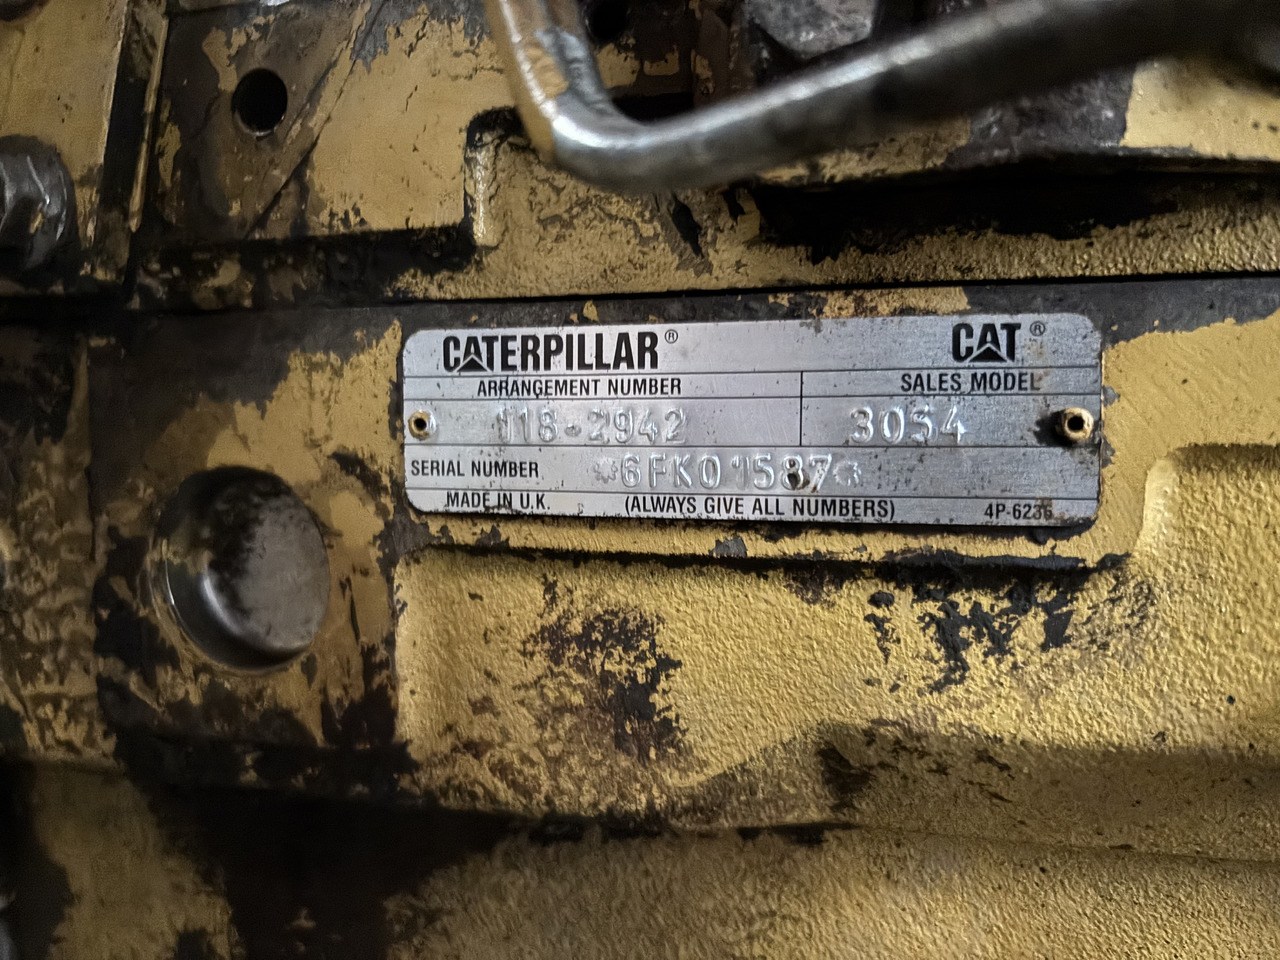 CATERPILLAR® CAT®
ARRANGEMENT NUMBER SALES MODEL
118-2942 3054
SERIAL NUMBER *6FK01587*
MADE IN U.K. (ALWAYS GIVE ALL NUMBERS) 4P-6235